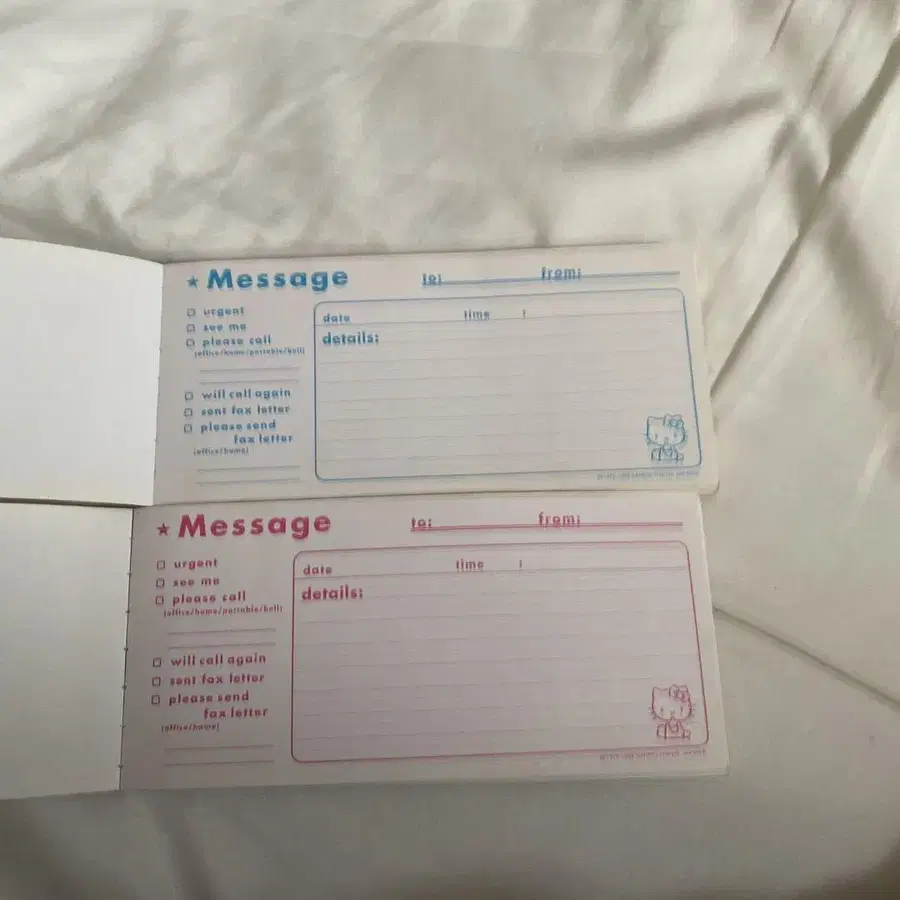 ★ Message
to:
from:
urgent
see me
please call
(office/home/portable/bell)
will call again
sent fax letter
please send
fax letter
(office/home)
date
time :
details:
★ Message
to:
from:
urgent
see me
please call
(office/home/portable/bell)
will call again
sent fax letter
please send
fax letter
(office/home)
date
time :
details: